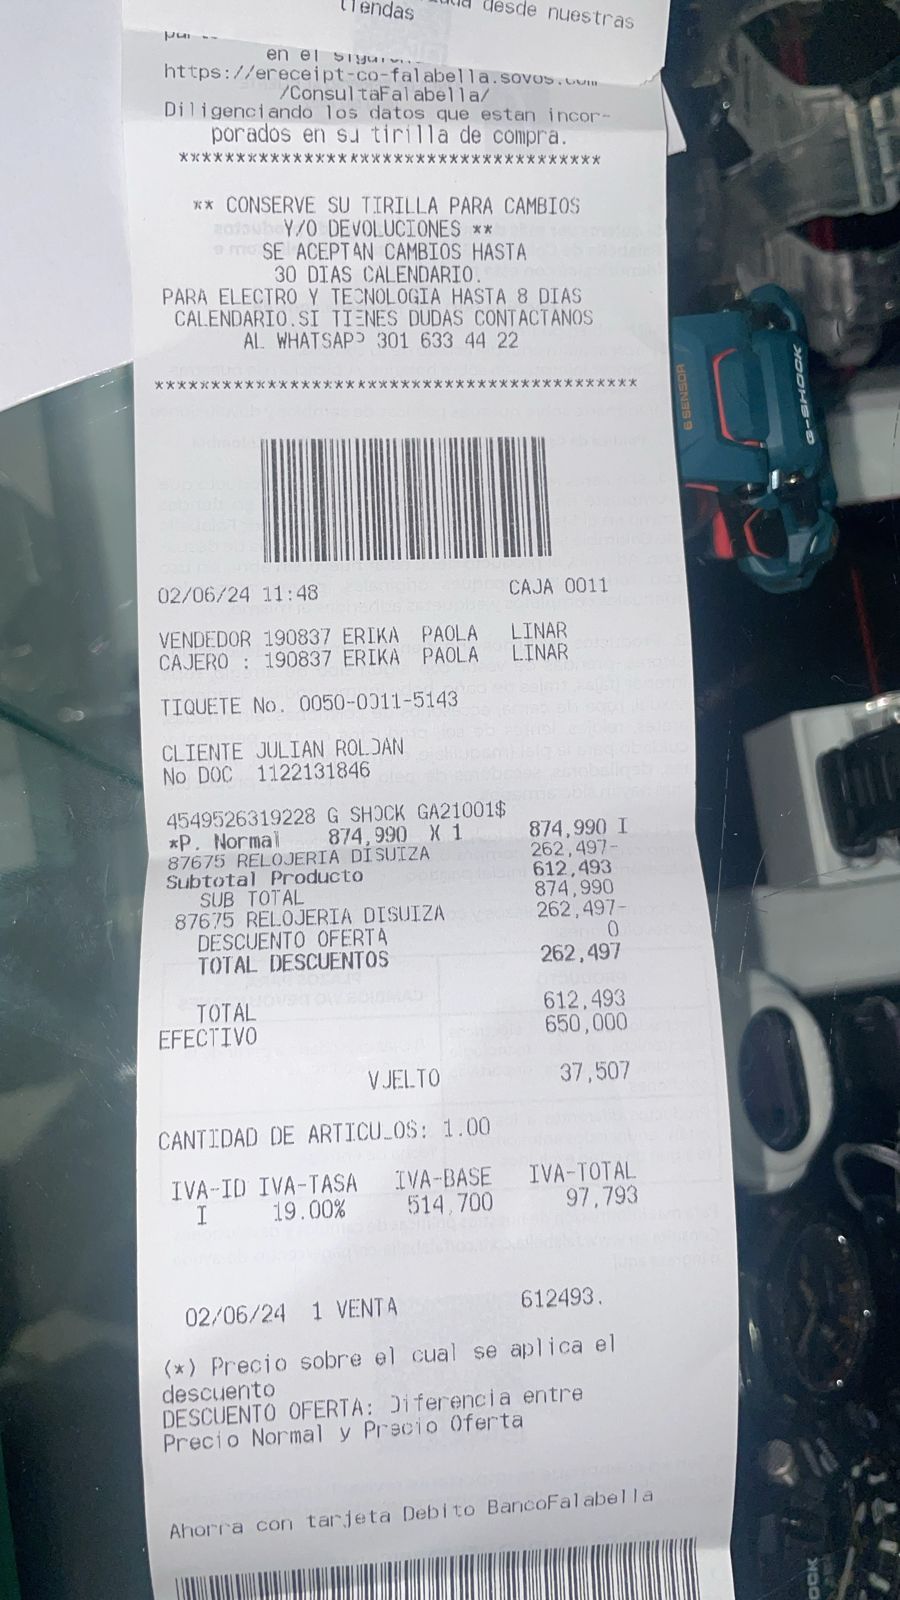 tiendas
desde nuestras
en el
https://ereceipt-co-falabella.sovos.com
/ConsultaFalabella/
Diligenciando los datos que estan incor-
porados en su tirilla de compra.
*************************************
** CONSERVE SU TIRILLA PARA CAMBIOS
Y/O DEVOLUCIONES **
SE ACEPTAN CAMBIOS HASTA
30 DIAS CALENDARIO.
PARA ELECTRO Y TECNOLOGIA HASTA 8 DIAS
CALENDARIO.SI TIENES DUDAS CONTACTANOS
AL WHATSAPP 301 633 44 22
******************************************
02/06/24 11:48 CAJA 0011
VENDEDOR 190837 ERIKA PAOLA LINAR
CAJERO : 190837 ERIKA PAOLA LINAR
TIQUETE No. 0050-0011-5143
CLIENTE JULIAN ROLDAN
No DOC 1122131846
4549526319228 G SHOCK GA21001$
*P. Normal 874,990 X 1 874,990 I
87675 RELOJERIA DISUIZA 262,497-
Subtotal Producto 612,493
SUB TOTAL 874,990
87675 RELOJERIA DISUIZA 262,497-
DESCUENTO OFERTA 0
TOTAL DESCUENTOS 262,497
TOTAL 612,493
EFECTIVO 650,000
VUELTO 37,507
CANTIDAD DE ARTICULOS: 1.00
IVA-ID IVA-TASA IVA-BASE IVA-TOTAL
I 19.00% 514,700 97,793
02/06/24 1 VENTA 612493.
(*) Precio sobre el cual se aplica el
descuento
DESCUENTO OFERTA: Diferencia entre
Precio Normal y Precio Oferta
Ahorra con tarjeta Debito BancoFalabella
G SENSOR
G-SHOCK